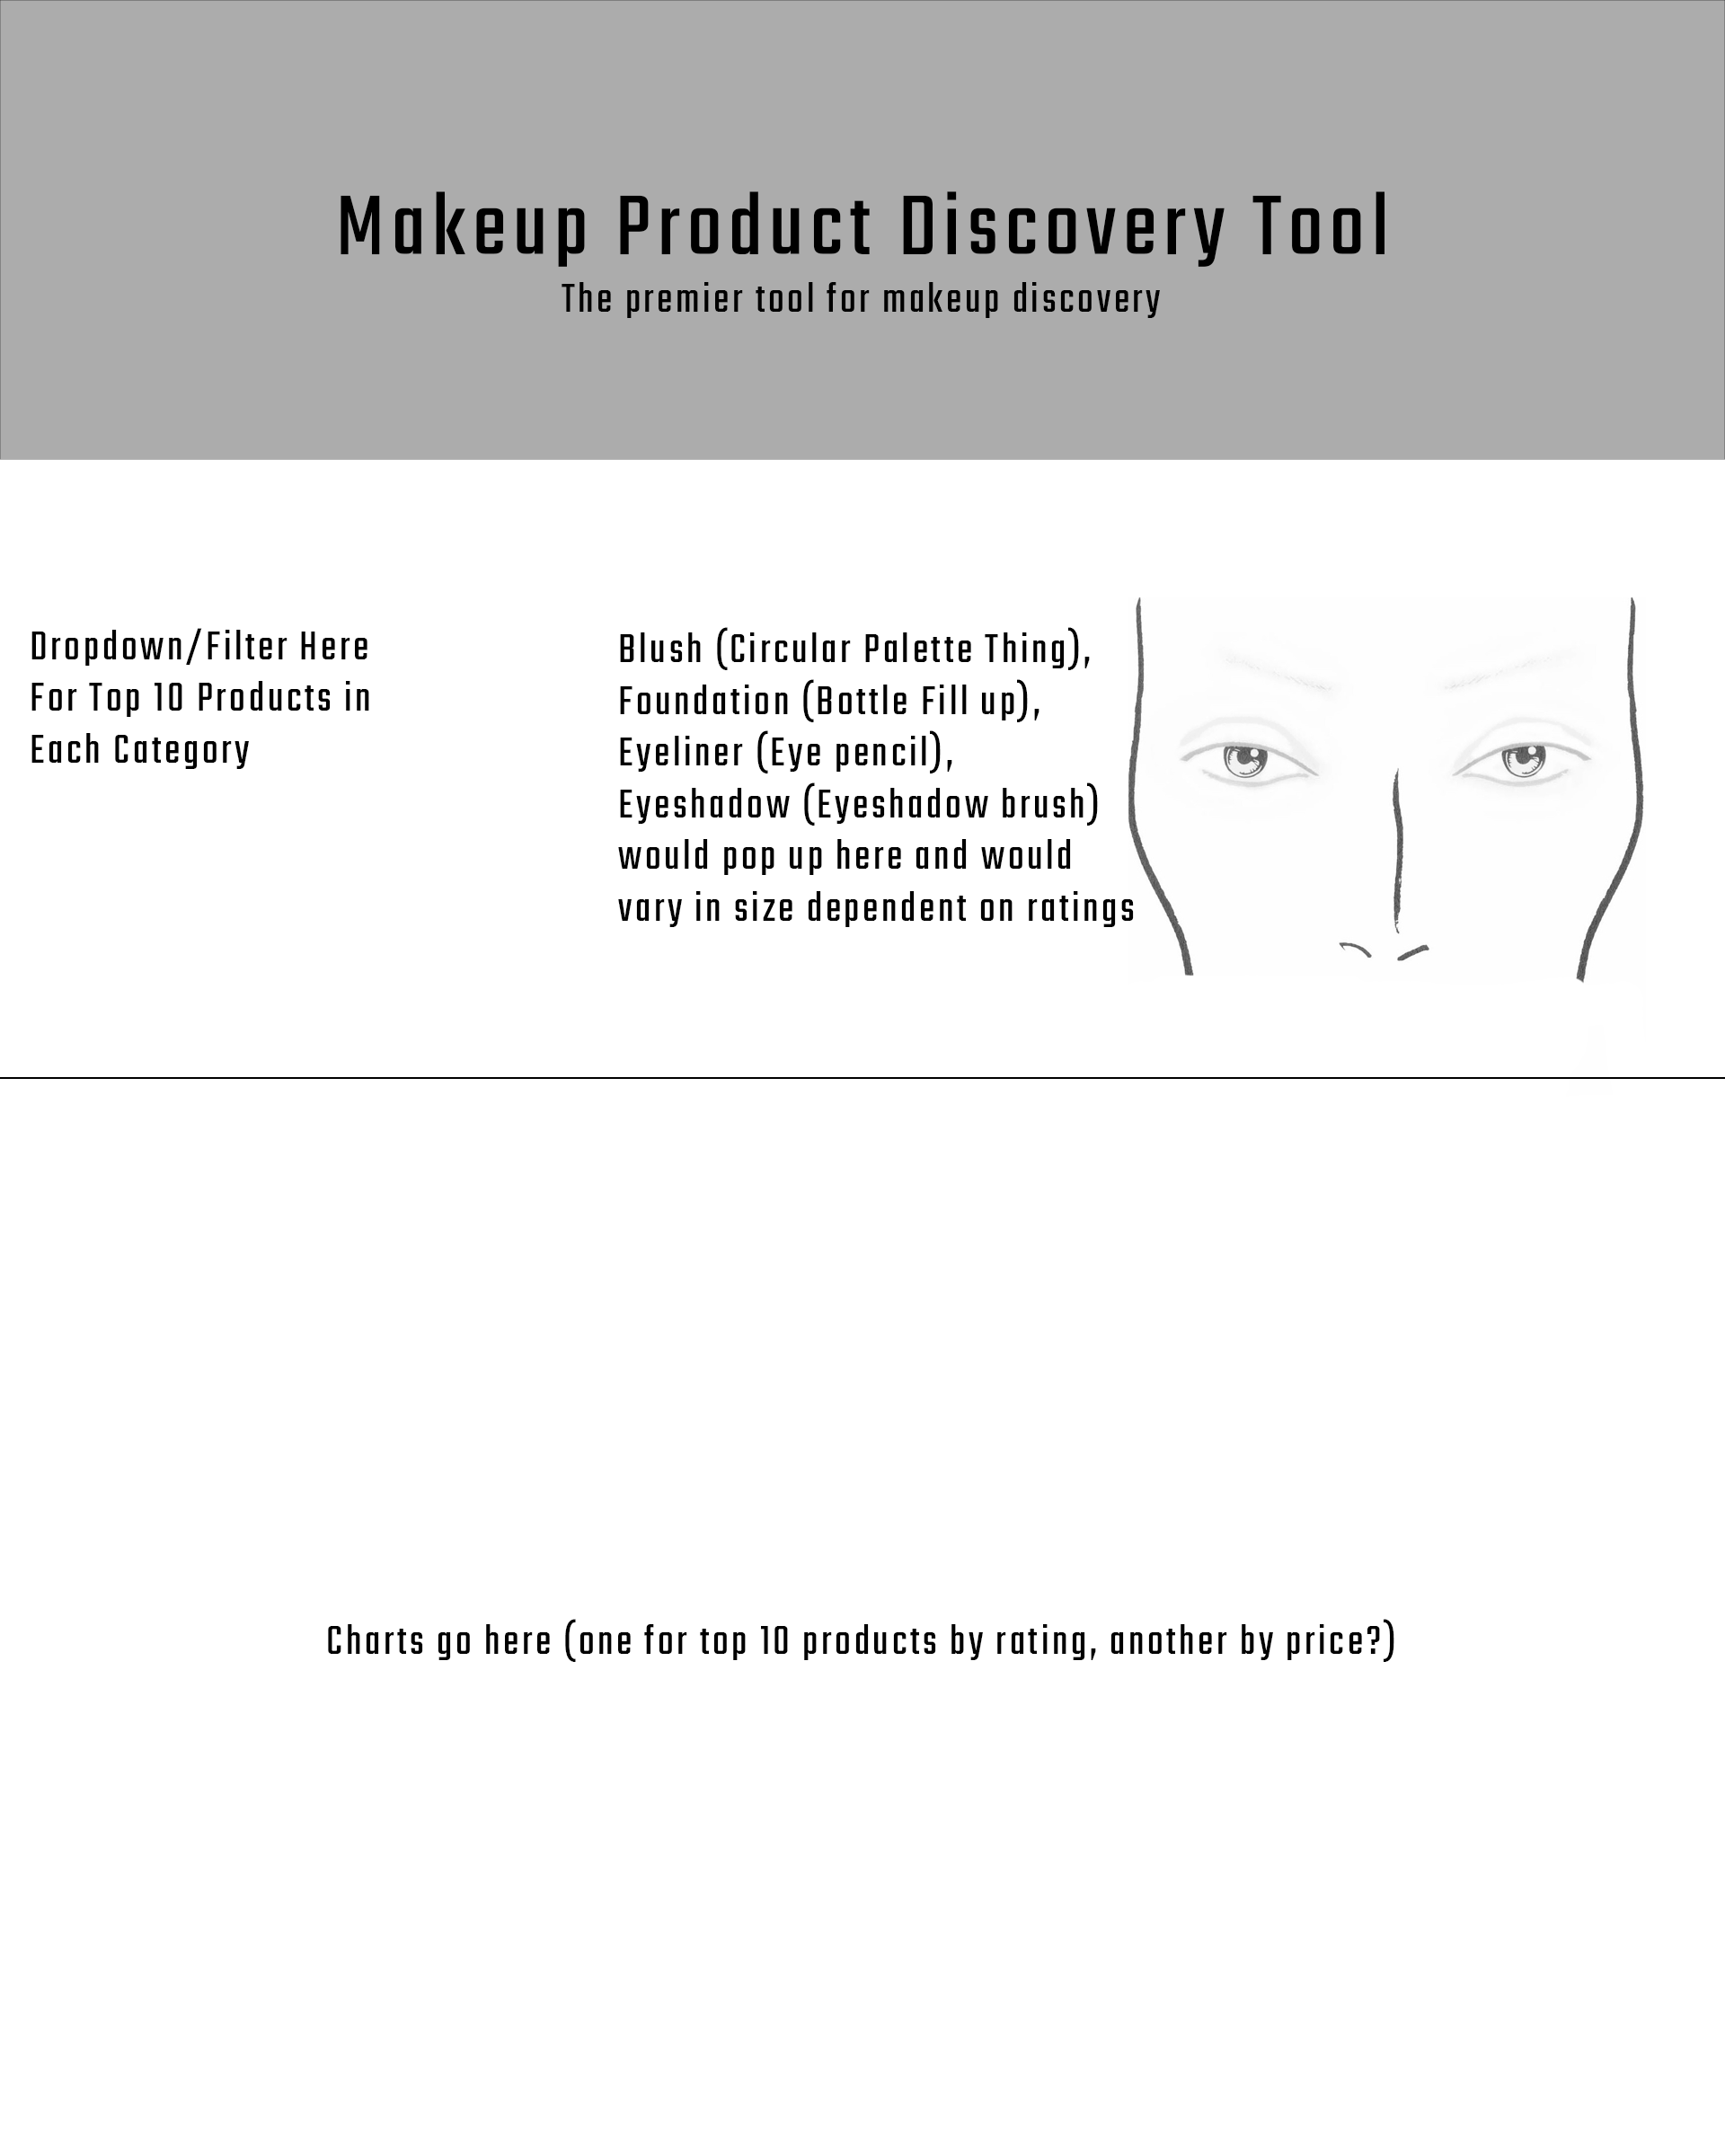 Makeup Product Discovery Tool
The premier tool for makeup discovery
Dropdown/Filter Here
For Top 10 Products in
Each Category
Blush (Circular Palette Thing),
Foundation (Bottle Fill up),
Eyeliner (Eye pencil),
Eyeshadow (Eyeshadow brush)
would pop up here and would
vary in size dependent on ratings
Charts go here (one for top 10 products by rating, another by price?)